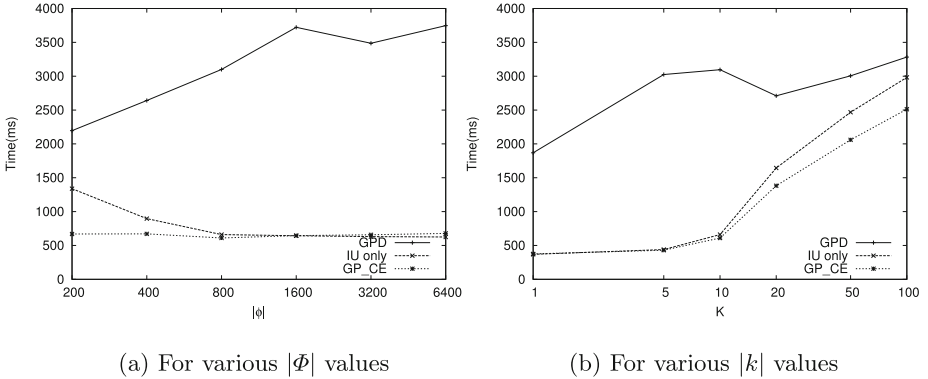 4000
3500
3000
2500
2000
1500
1000
500
0
Time(ms)
GPD
IU only
GP_CE
200 400 800 1600 3200 6400
|ϕ|
(a) For various |Φ| values
4000
3500
3000
2500
2000
1500
1000
500
0
Time(ms)
GPD
IU only
GP_CE
1 5 10 20 50 100
K
(b) For various |k| values